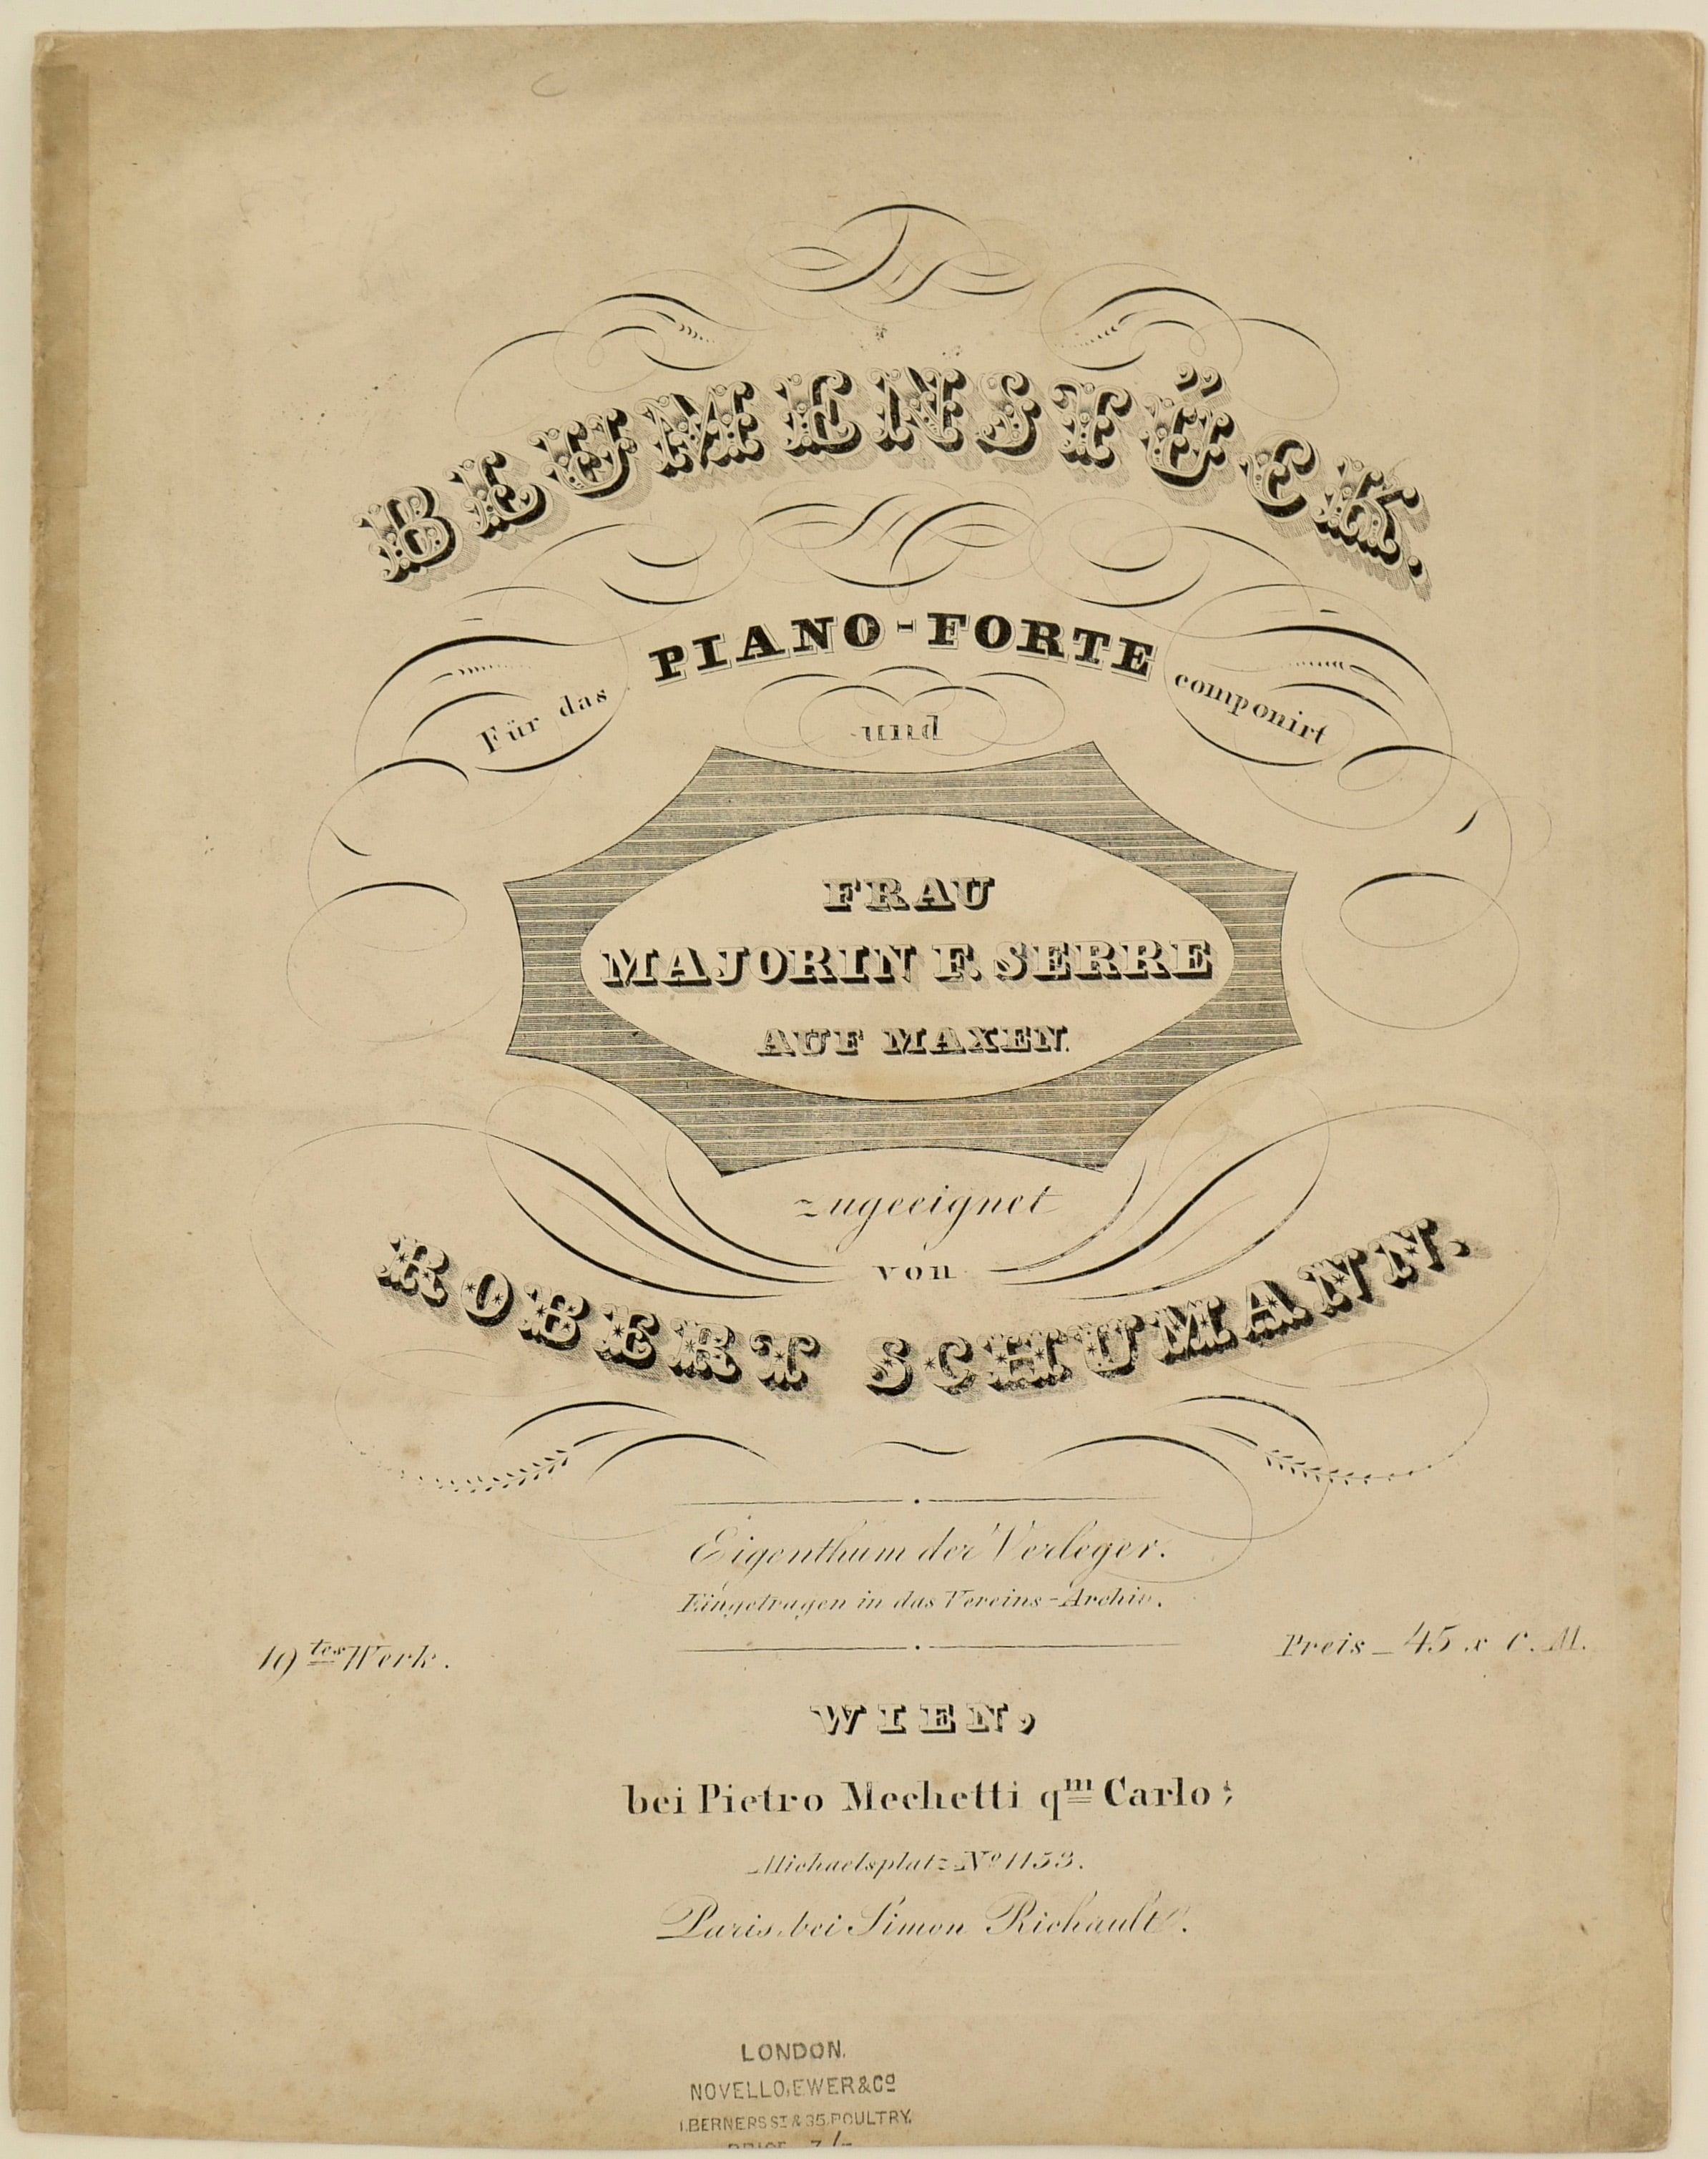 BLUMENSTÜCK.
Für das PIANO-FORTE componirt
und
FRAU
MAJORIN F. SERRE
AUF MAXEN.
zugeeignet
von
ROBERT SCHUMANN.
Eigenthum der Verleger.
Eingetragen in das Vereins-Archiv.
19tes Werk.
Preis _ 45 x C. M.
WIEN,
bei Pietro Mechetti qm Carlo;
Michaelsplatz No 1153.
Paris, bei Simon Richault.
LONDON.
NOVELLO, EWER & Co
1. BERNERS ST & 35, POULTRY.
PRICE 3/-